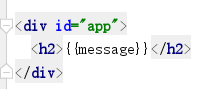 <div id="app">
<h2>{{message}}</h2>
</div>